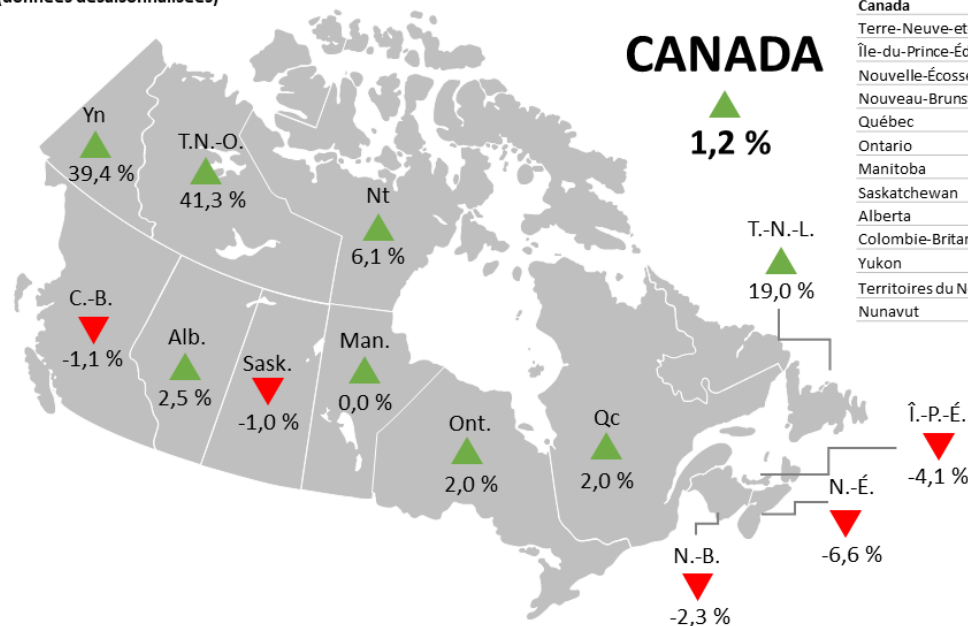 (données désaisonnalisées)
CANADA
1,2 %
Canada
Terre-Neuve-et
Île-du-Prince-Éd
Nouvelle-Écosse
Nouveau-Bruns
Québec
Ontario
Manitoba
Saskatchewan
Alberta
Colombie-Britan
Yukon
Territoires du N
Nunavut
Yn
39,4 %
T.N.-O.
41,3 %
Nt
6,1 %
T.-N.-L.
19,0 %
C.-B.
-1,1 %
Alb.
2,5 %
Sask.
-1,0 %
Man.
0,0 %
Ont.
2,0 %
Qc
2,0 %
Î.-P.-É.
-4,1 %
N.-É.
-6,6 %
N.-B.
-2,3 %